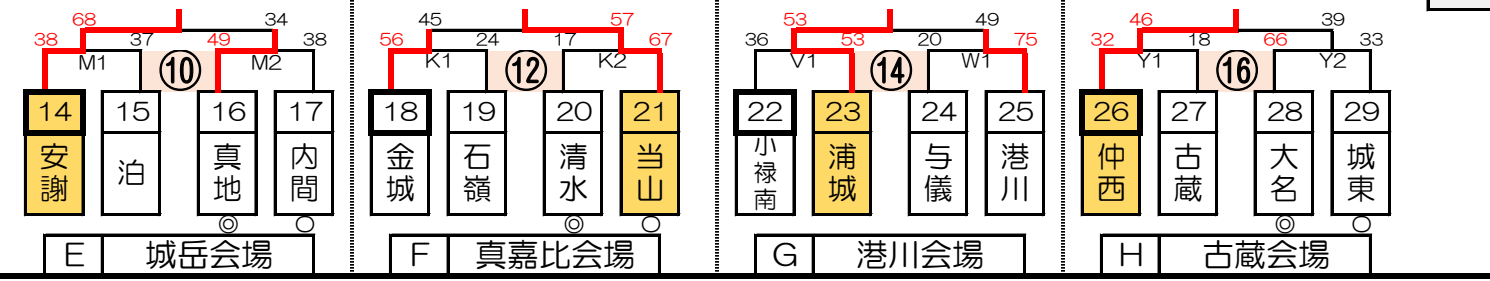 68 34 45 57 53 49 46 39
38 37 49 38 56 24 17 67 36 53 20 75 32 18 66 33
M1 ⑩ M2 K1 ⑫ K2 V1 ⑭ W1 Y1 ⑯ Y2
14 15 16 17 18 19 20 21 22 23 24 25 26 27 28 29
安謝 泊 真地 内間 金城 石嶺 清水 当山 小禄南 浦城 与儀 港川 仲西 古蔵 大名 城東
◎ ○ ◎ ○ ◎ ○
E 城岳会場 F 真嘉比会場 G 港川会場 H 古蔵会場